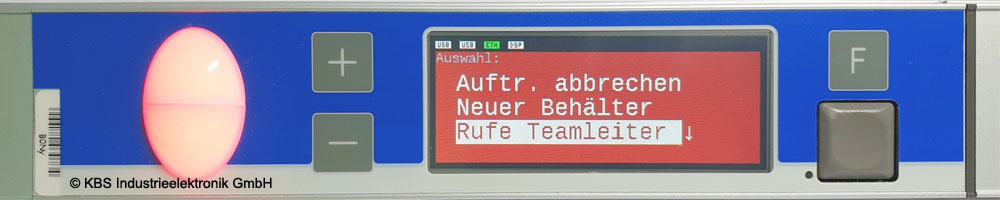 USB USB ETH DSP
Auswahl:
Auftr. abbrechen
Neuer Behälter
Rufe Teamleiter ↓
+
−
F
© KBS Industrieelektronik GmbH